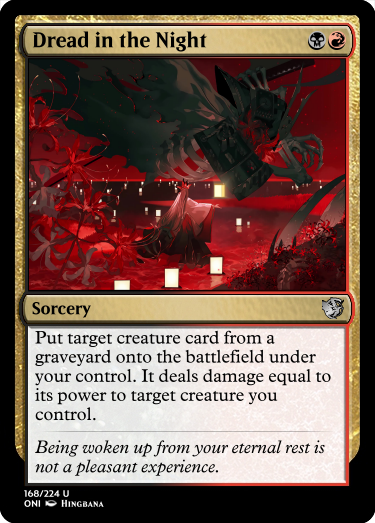 Dread in the Night
Sorcery
Put target creature card from a
graveyard onto the battlefield under
your control. It deals damage equal to
its power to target creature you
control.
Being woken up from your eternal rest is
not a pleasant experience.
168/224 U
ONI HINGBANA